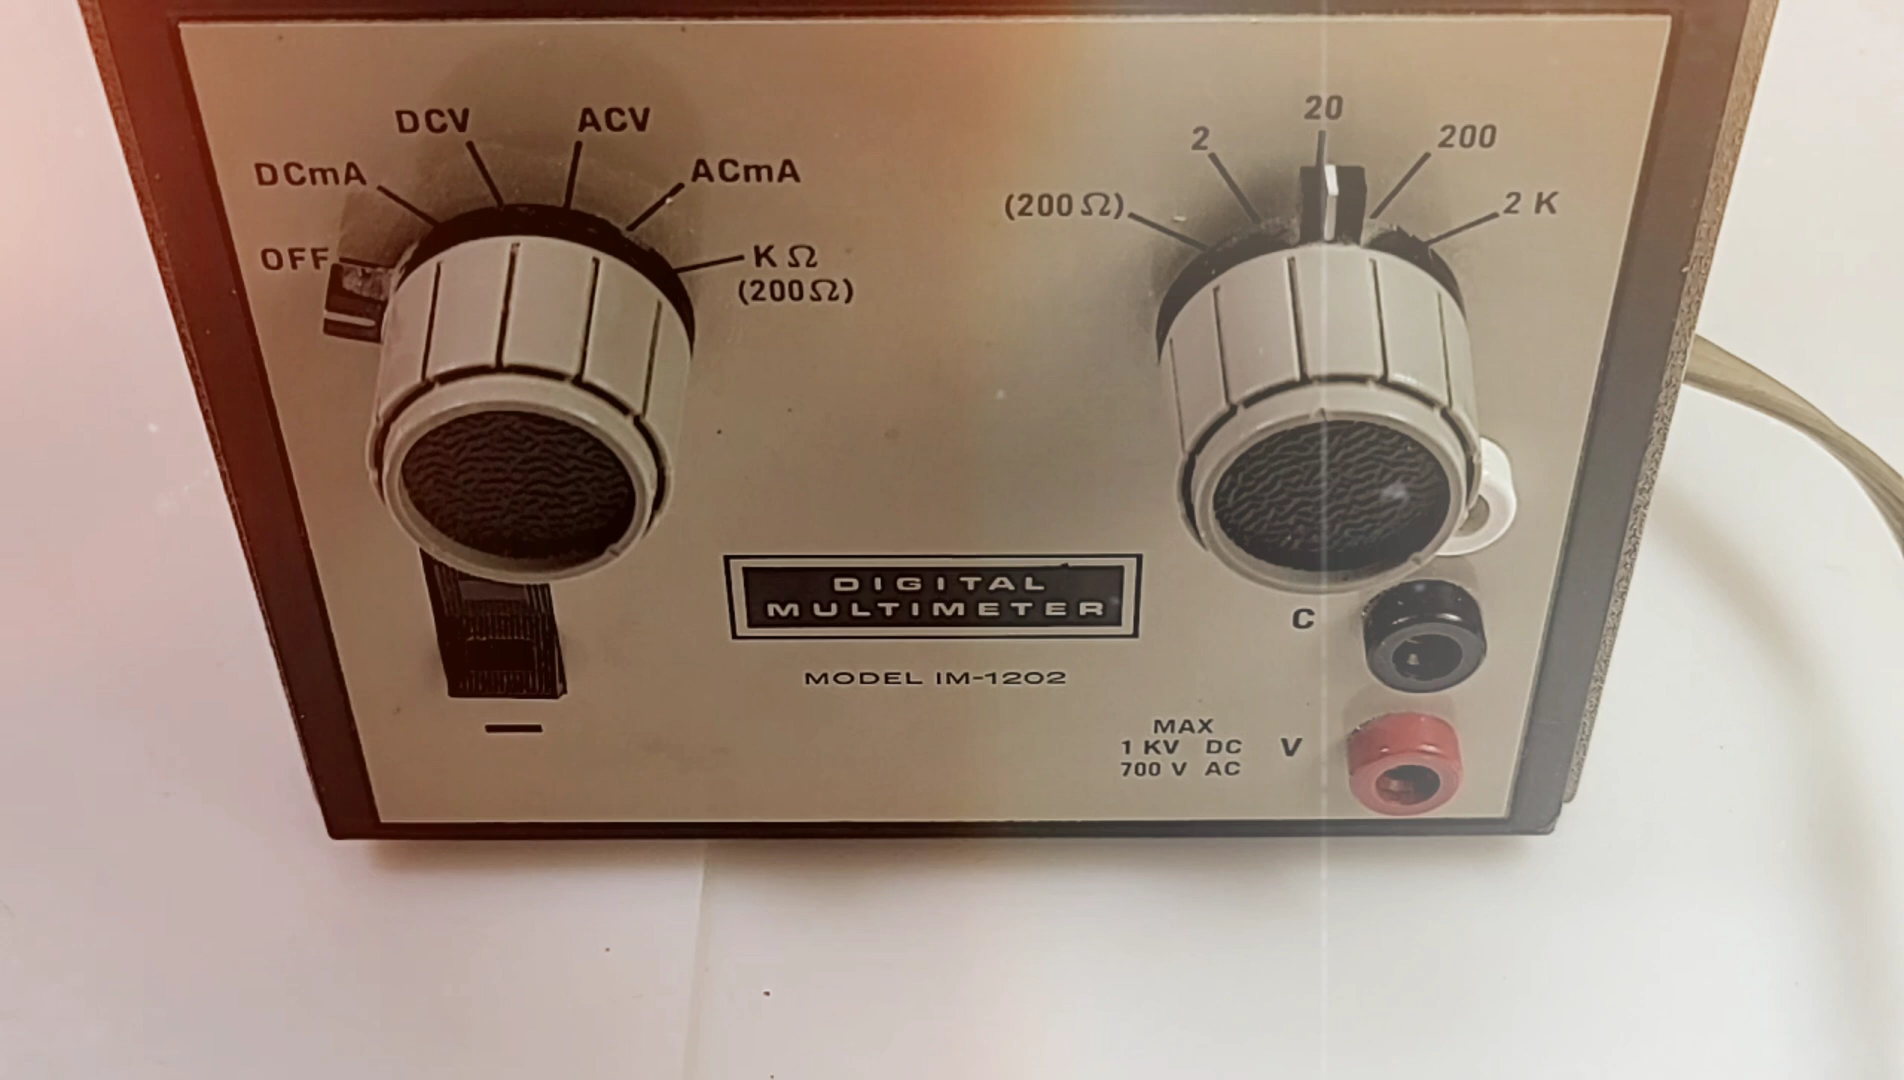 DCV
ACV
DCmA
ACmA
OFF
K Ω
(200Ω)
20
2
200
(200Ω)
2 K
DIGITAL
MULTIMETER
MODEL IM-1202
C
MAX
1 KV DC
700 V AC
V